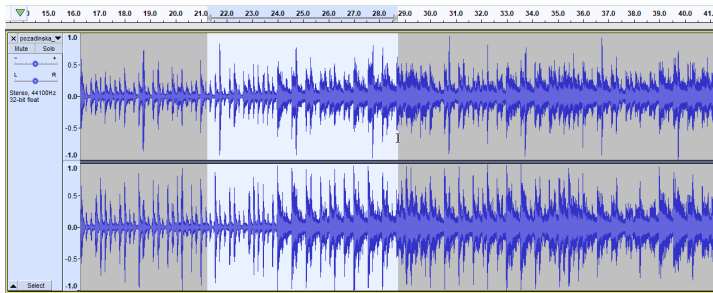 15.0 16.0 17.0 18.0 19.0 20.0 21.0 22.0 23.0 24.0 25.0 26.0 27.0 28.0 29.0 30.0 31.0 32.0 33.0 34.0 35.0 36.0 37.0 38.0 39.0 40.0 41.
X pozadinska_
Mute Solo
- +
L R
Stereo, 44100Hz
32-bit float
Select
1.0
0.5-
0.0-
-0.5-
-1.0
1.0
0.5-
0.0-
-0.5-
-1.0